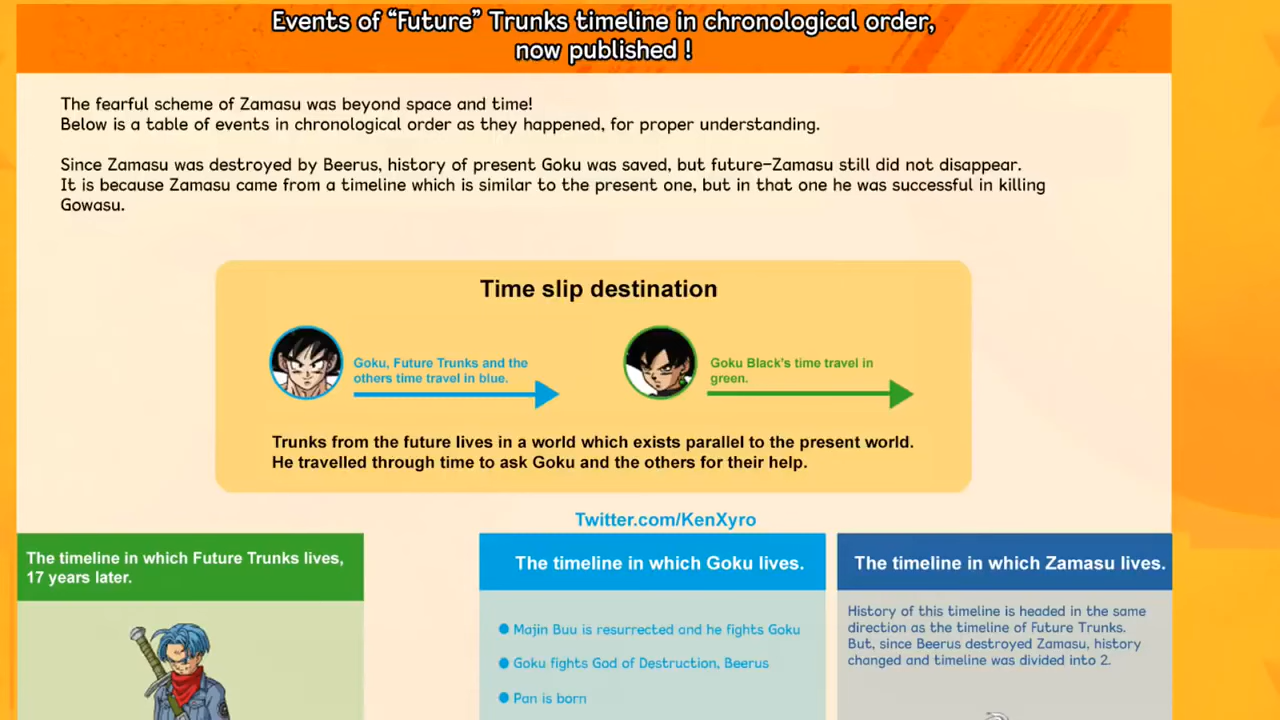 Events of “Future” Trunks timeline in chronological order,
now published !
The fearful scheme of Zamasu was beyond space and time!
Below is a table of events in chronological order as they happened, for proper understanding.
Since Zamasu was destroyed by Beerus, history of present Goku was saved, but future-Zamasu still did not disappear.
It is because Zamasu came from a timeline which is similar to the present one, but in that one he was successful in killing
Gowasu.
Time slip destination
Goku, Future Trunks and the
others time travel in blue.
Goku Black's time travel in
green.
Trunks from the future lives in a world which exists parallel to the present world.
He travelled through time to ask Goku and the others for their help.
Twitter.com/KenXyro
The timeline in which Future Trunks lives,
17 years later.
The timeline in which Goku lives.
● Majin Buu is resurrected and he fights Goku
● Goku fights God of Destruction, Beerus
● Pan is born
The timeline in which Zamasu lives.
History of this timeline is headed in the same
direction as the timeline of Future Trunks.
But, since Beerus destroyed Zamasu, history
changed and timeline was divided into 2.